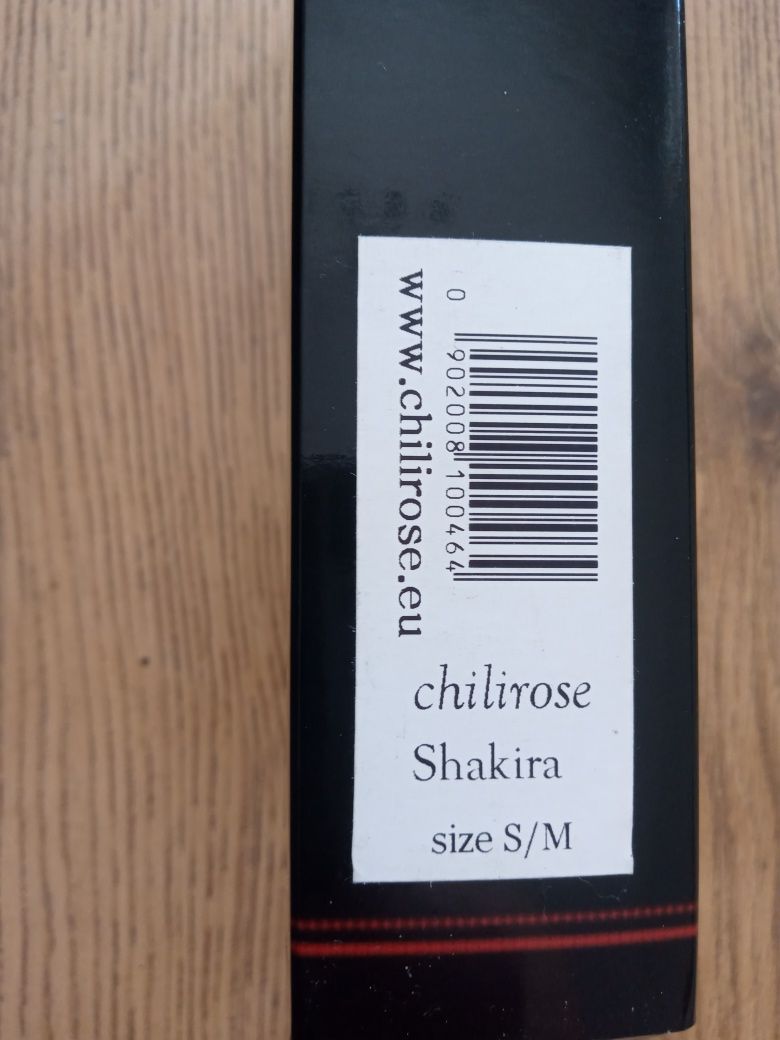 www.chilirose.eu
0 902008 100464
chilirose
Shakira
size S/M